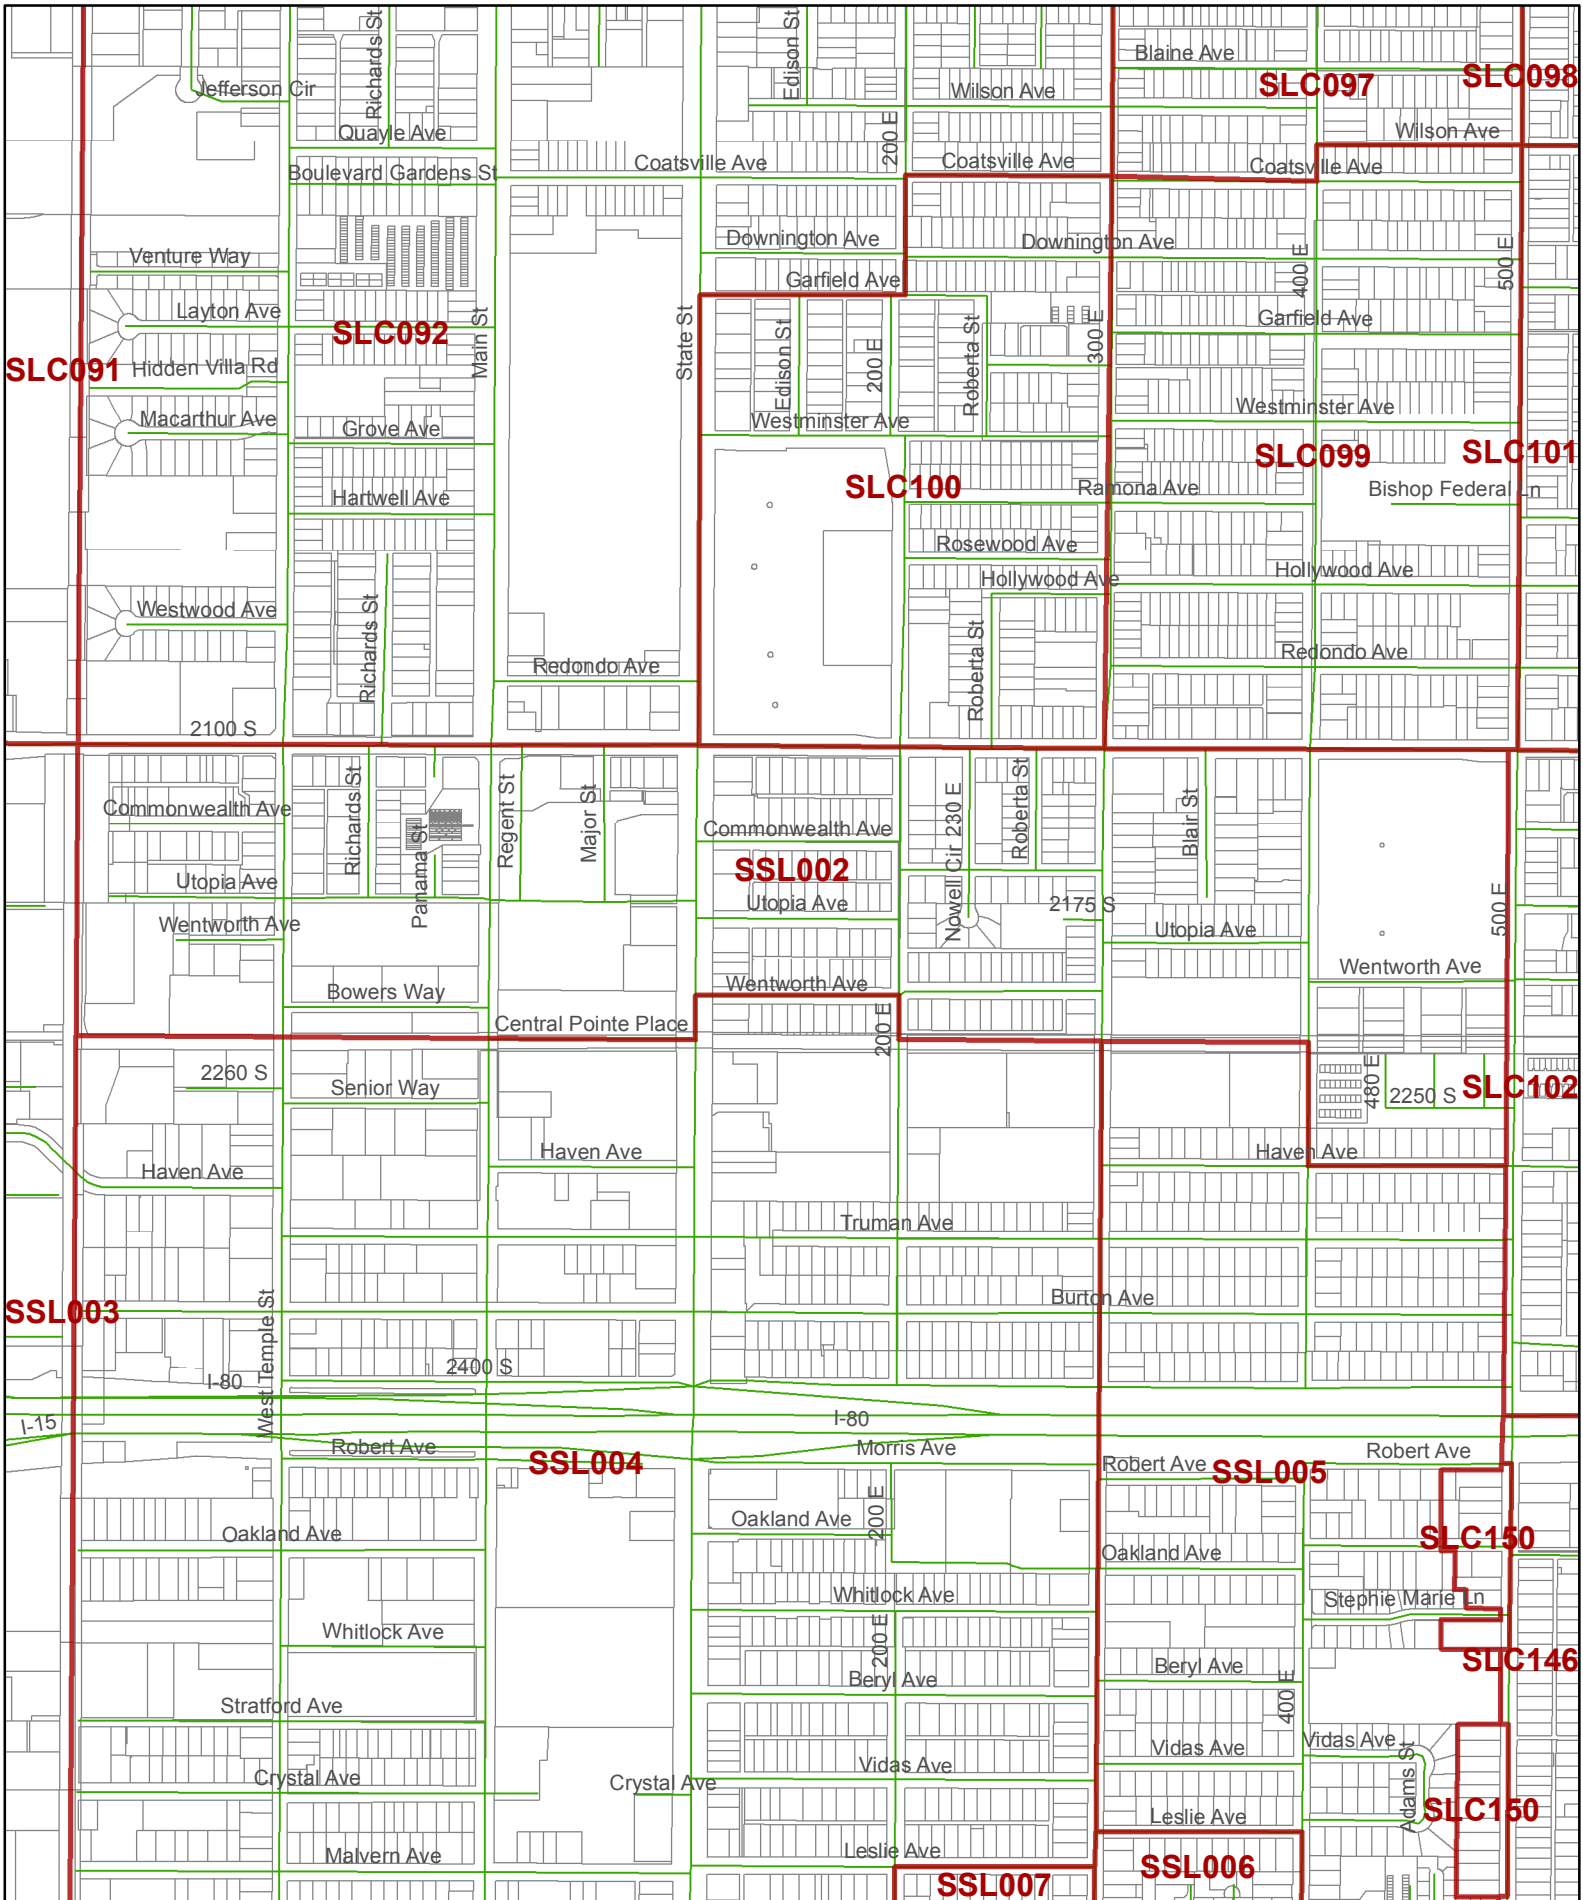 Blaine Ave
SLC097
SLC098
Jefferson Cir
Richards St
Edison St
Wilson Ave
Wilson Ave
Quayle Ave
200 E
Coatsville Ave
Coatsville Ave
Coatsville Ave
Boulevard Gardens St
Downington Ave
Downington Ave
Venture Way
Garfield Ave
400 E
500 E
Layton Ave
SLC092
Main St
State St
Edison St
200 E
Roberta St
300 E
Garfield Ave
SLC091
Hidden Villa Rd
Macarthur Ave
Grove Ave
Westminster Ave
Westminster Ave
SLC100
SLC099
SLC101
Hartwell Ave
Ramona Ave
Bishop Federal Ln
Rosewood Ave
Hollywood Ave
Hollywood Ave
Westwood Ave
Richards St
Redondo Ave
Roberta St
Redondo Ave
2100 S
Commonwealth Ave
Richards St
Panama St
Regent St
Major St
Commonwealth Ave
Nowell Cir 230 E
Roberta St
Blair St
SSL002
Utopia Ave
Utopia Ave
2175 S
500 E
Wentworth Ave
Utopia Ave
Wentworth Ave
Bowers Way
Wentworth Ave
Central Pointe Place
200 E
2260 S
Senior Way
480 E
2250 S
SLC102
Haven Ave
Haven Ave
Haven Ave
Truman Ave
SSL003
West Temple St
Burton Ave
2400 S
I-80
I-15
I-80
Robert Ave
SSL004
Morris Ave
Robert Ave
SSL005
Robert Ave
Oakland Ave
Oakland Ave
200 E
Oakland Ave
SLC150
Whitlock Ave
Stephie Marie Ln
Whitlock Ave
200 E
Beryl Ave
Beryl Ave
SLC146
400 E
Stratford Ave
Vidas Ave
Vidas Ave
Vidas Ave
Adams St
Crystal Ave
Crystal Ave
Leslie Ave
SLC150
Malvern Ave
Leslie Ave
SSL006
SSL007